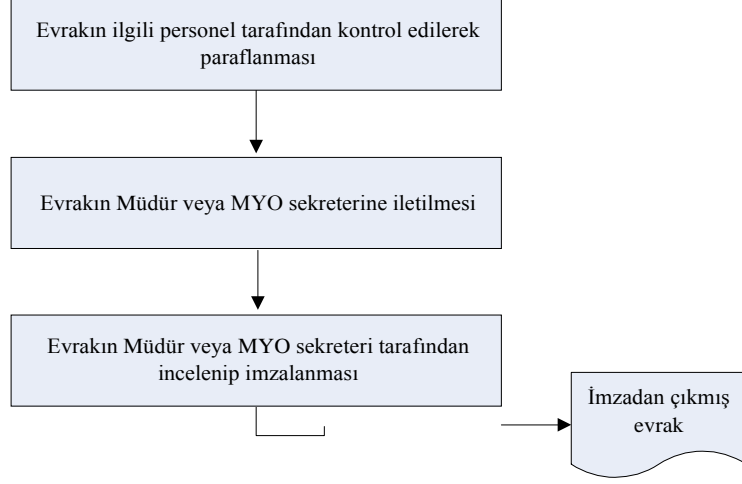 Evrakın ilgili personel tarafından kontrol edilerek
paraflanması
Evrakın Müdür veya MYO sekreterine iletilmesi
Evrakın Müdür veya MYO sekreteri tarafından
incelenip imzalanması
İmzadan çıkmış
evrak